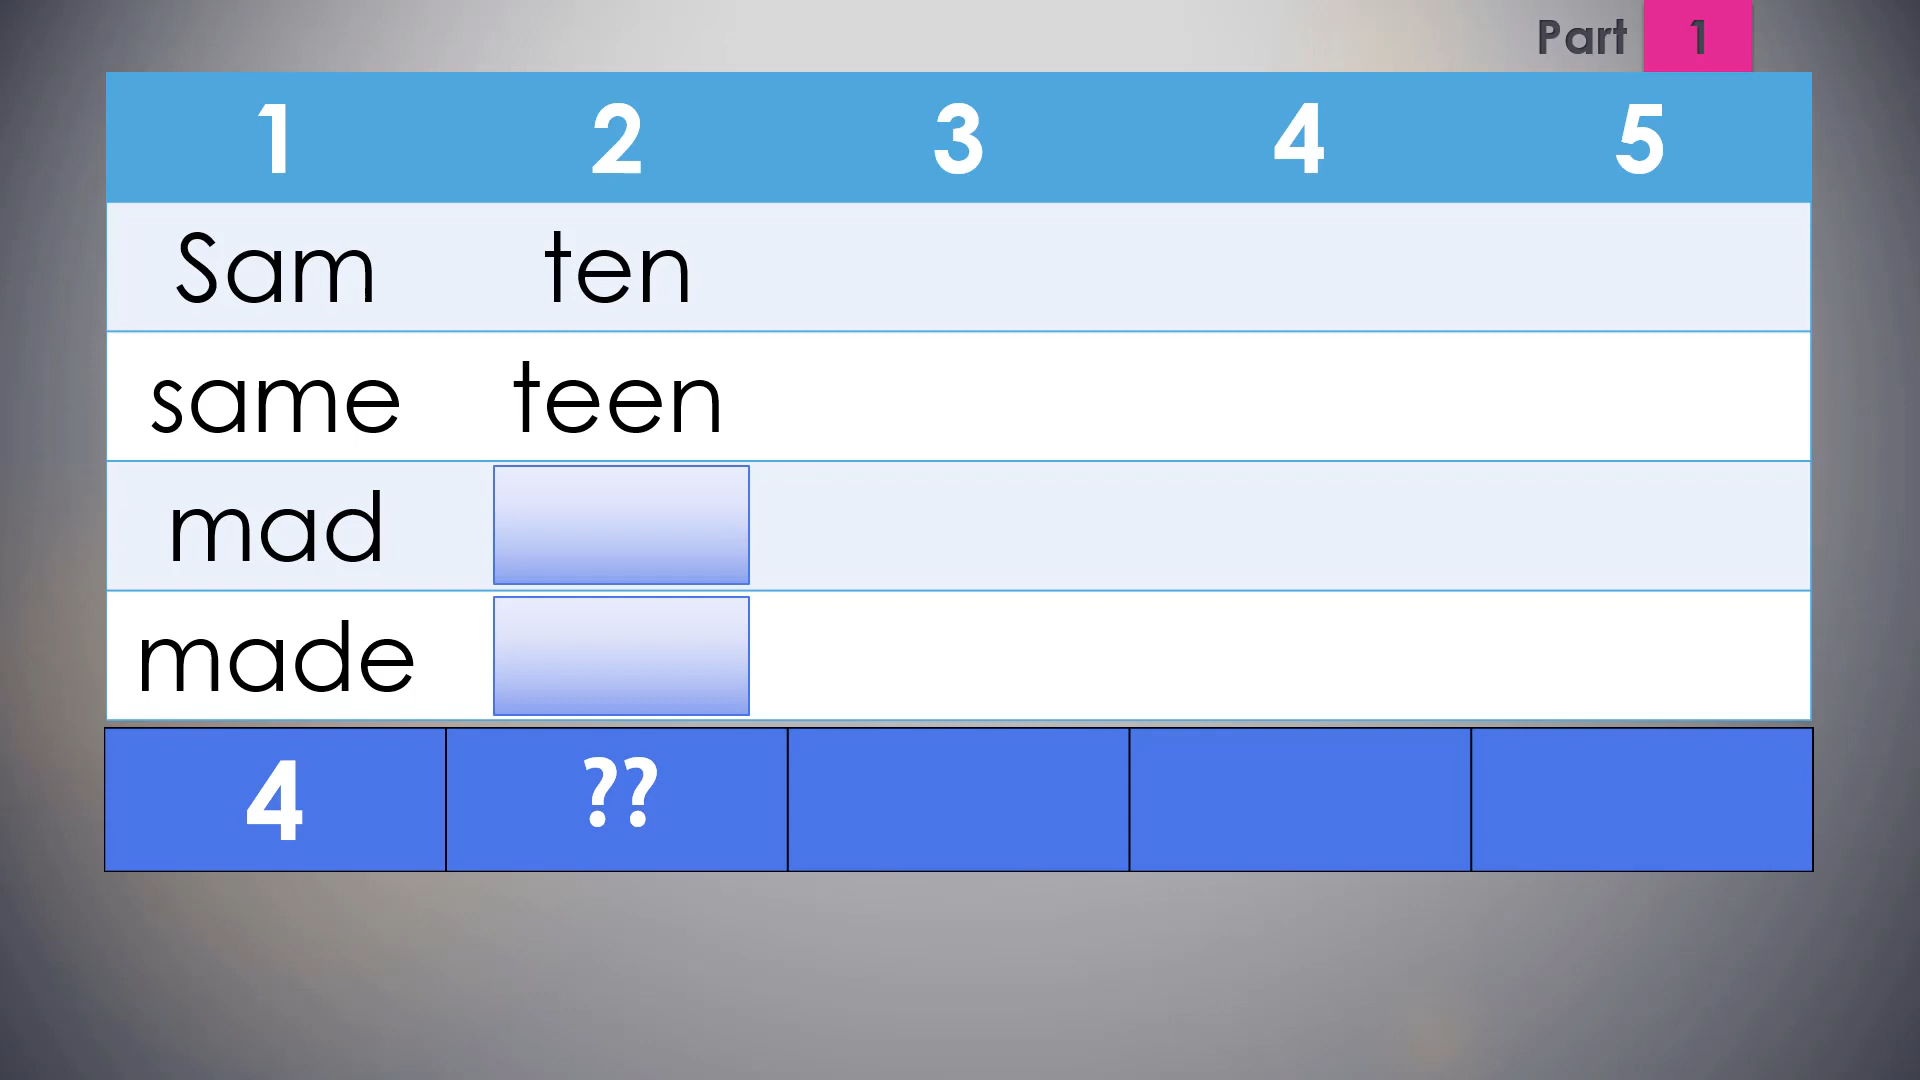 Part 1
1 2 3 4 5
Sam ten
same teen
mad
made
4 ??